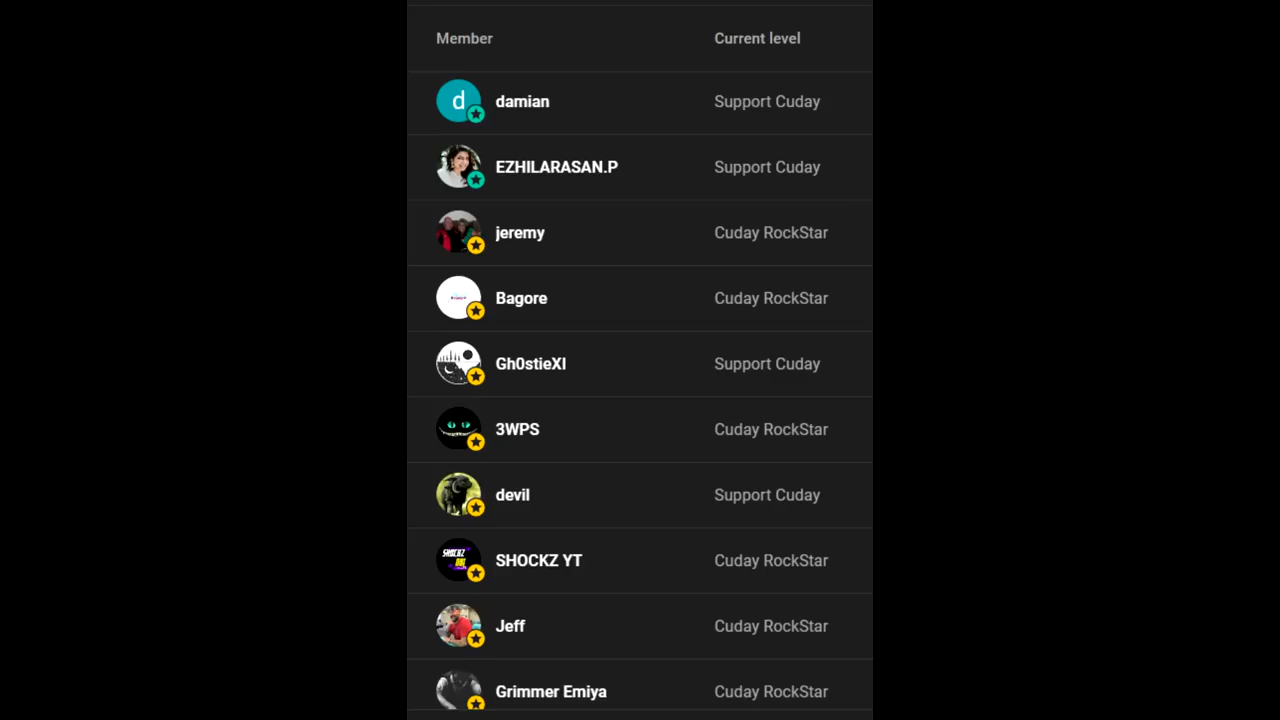 Member Current level
d damian Support Cuday
EZHILARASAN.P Support Cuday
jeremy Cuday RockStar
Bagore Cuday RockStar
Gh0stieXI Support Cuday
3WPS Cuday RockStar
devil Support Cuday
SHOCKZ YT Cuday RockStar
Jeff Cuday RockStar
Grimmer Emiya Cuday RockStar